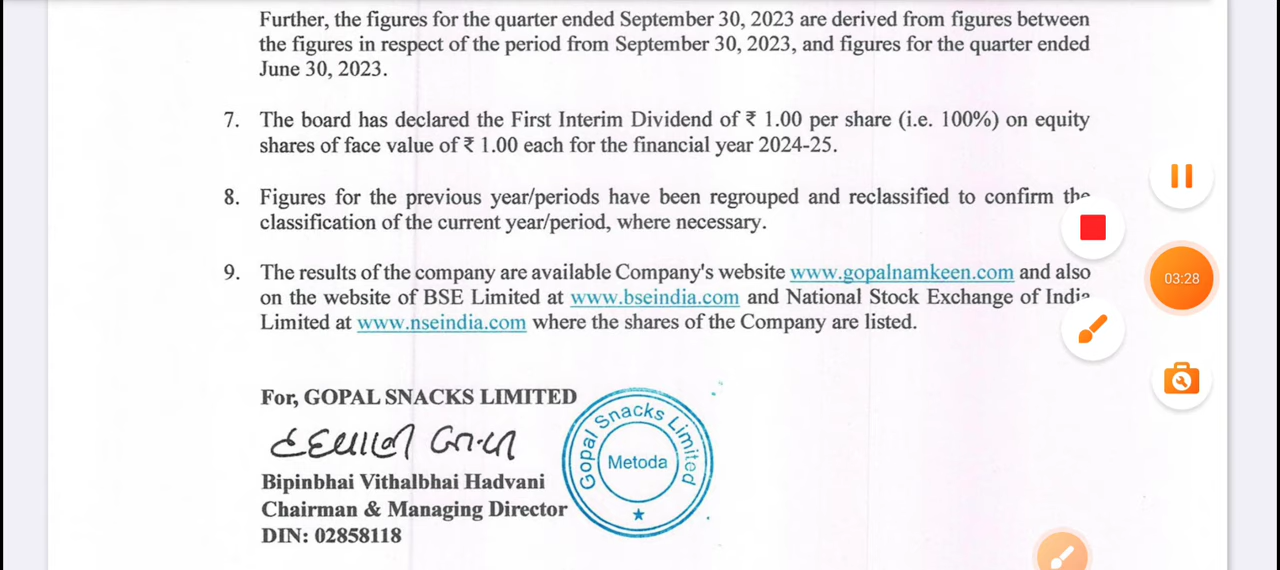 Further, the figures for the quarter ended September 30, 2023 are derived from figures between
the figures in respect of the period from September 30, 2023, and figures for the quarter ended
June 30, 2023.
7. The board has declared the First Interim Dividend of ₹ 1.00 per share (i.e. 100%) on equity
shares of face value of ₹ 1.00 each for the financial year 2024-25.
8. Figures for the previous year/periods have been regrouped and reclassified to confirm the
classification of the current year/period, where necessary.
9. The results of the company are available Company's website www.gopalnamkeen.com and also
on the website of BSE Limited at www.bseindia.com and National Stock Exchange of India
Limited at www.nseindia.com where the shares of the Company are listed.
03:28
For, GOPAL SNACKS LIMITED
Gopal Snacks Limited
Metoda
Bipinbhai Vithalbhai Hadvani
Chairman & Managing Director
DIN: 02858118